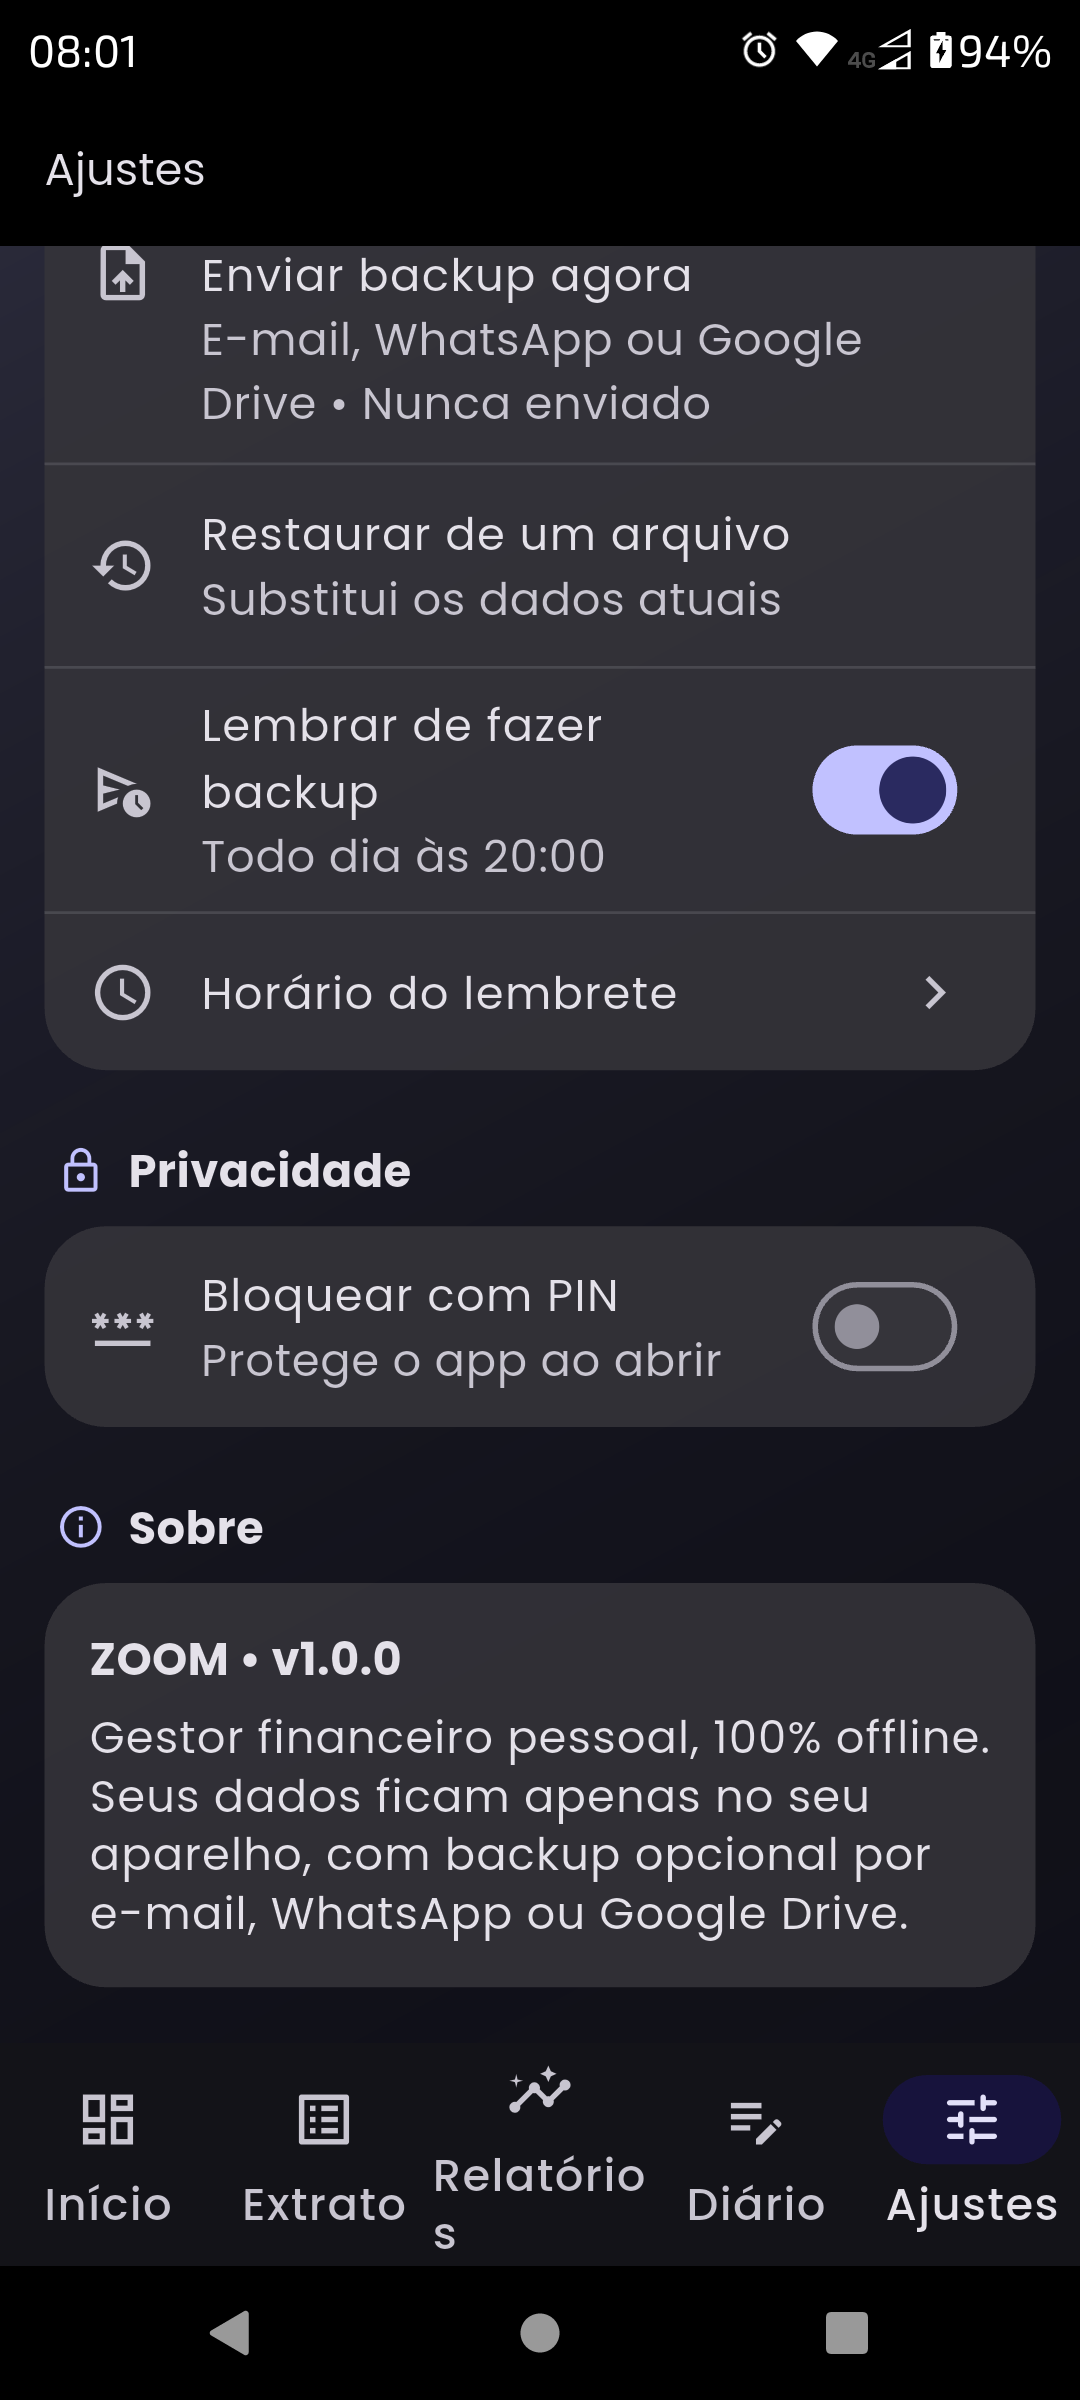 08:01
4G
94%
Ajustes
Enviar backup agora
E-mail, WhatsApp ou Google
Drive • Nunca enviado
Restaurar de um arquivo
Substitui os dados atuais
Lembrar de fazer
backup
Todo dia às 20:00
Horário do lembrete
Privacidade
***
Bloquear com PIN
Protege o app ao abrir
Sobre
ZOOM • v1.0.0
Gestor financeiro pessoal, 100% offline.
Seus dados ficam apenas no seu
aparelho, com backup opcional por
e-mail, WhatsApp ou Google Drive.
Início
Extrato
Relatório
s
Diário
Ajustes